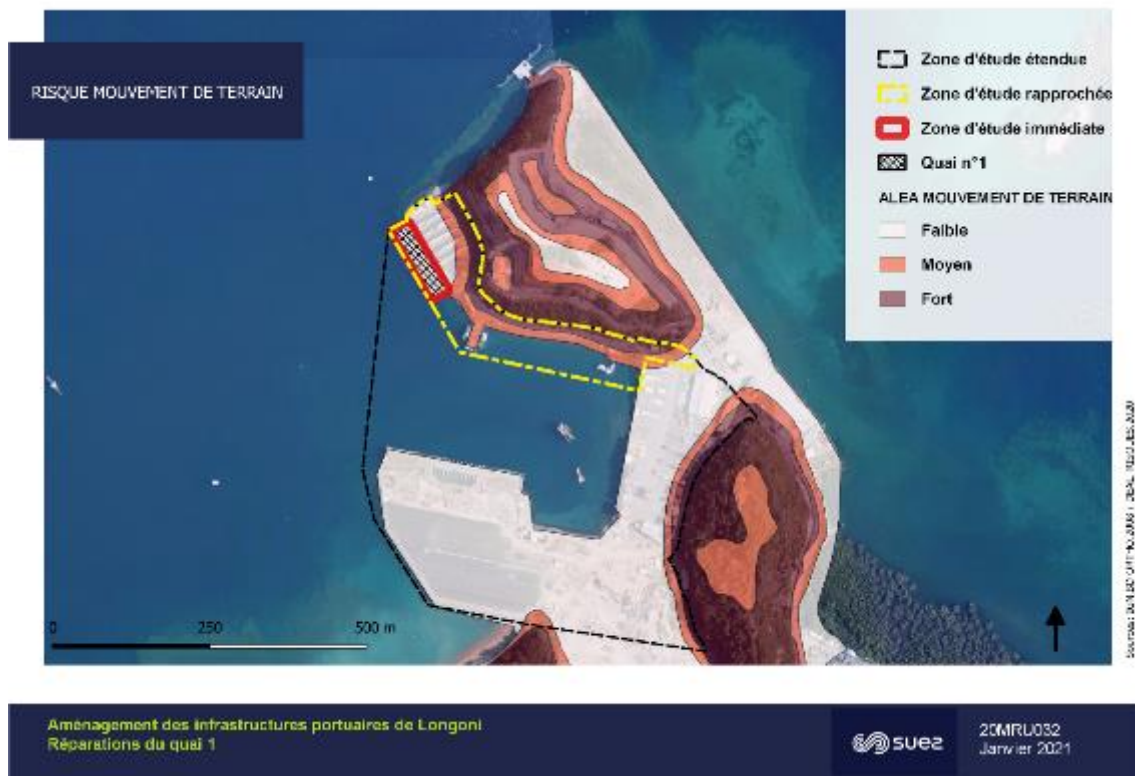 RISQUE MOUVEMENT DE TERRAIN
Zone d'étude étendue
Zone d'étude rapprochée
Zone d'étude immédiate
Quai n°1
ALEA MOUVEMENT DE TERRAIN
Faible
Moyen
Fort
0 250 500 m
Aménagement des infrastructures portuaires de Longoni
Réparations du quai 1
suez
20MRU032
Janvier 2021